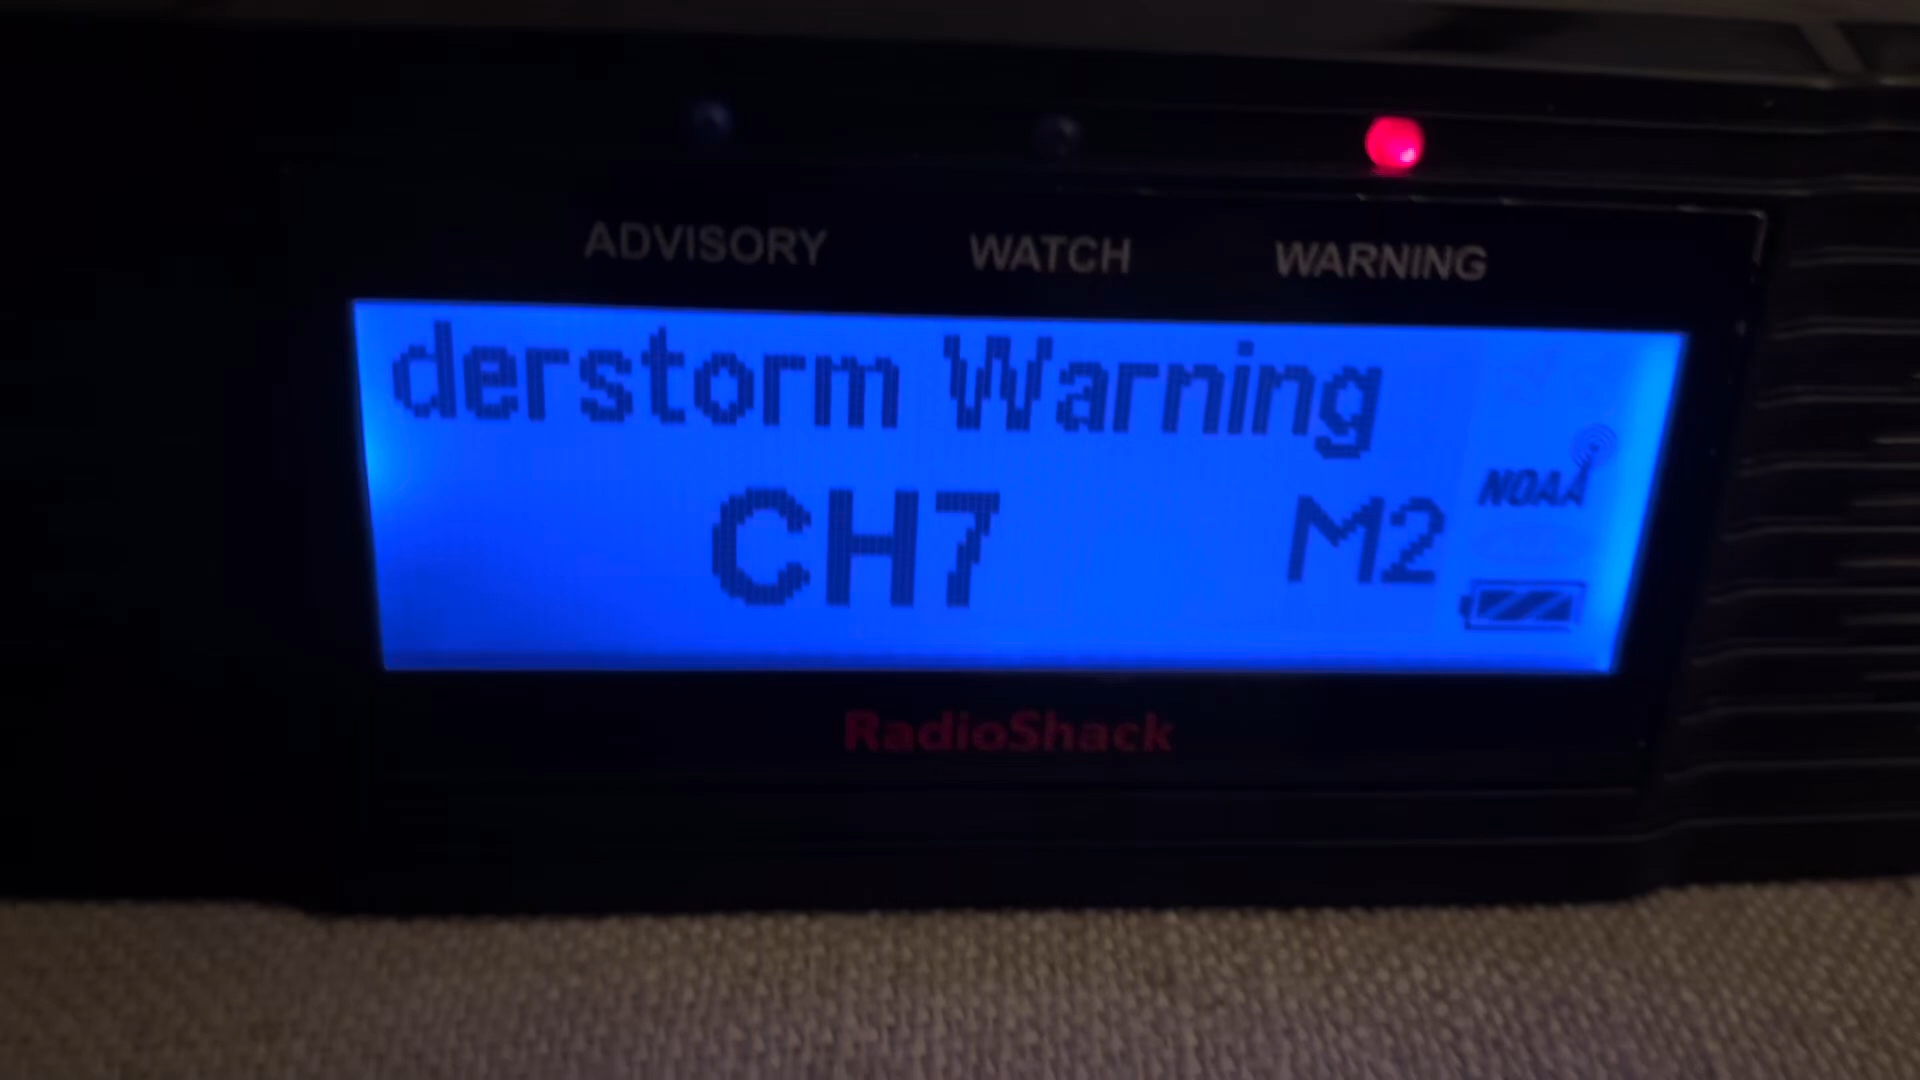 ADVISORY WATCH WARNING
derstorm Warning
NOAA
CH7 M2
RadioShack